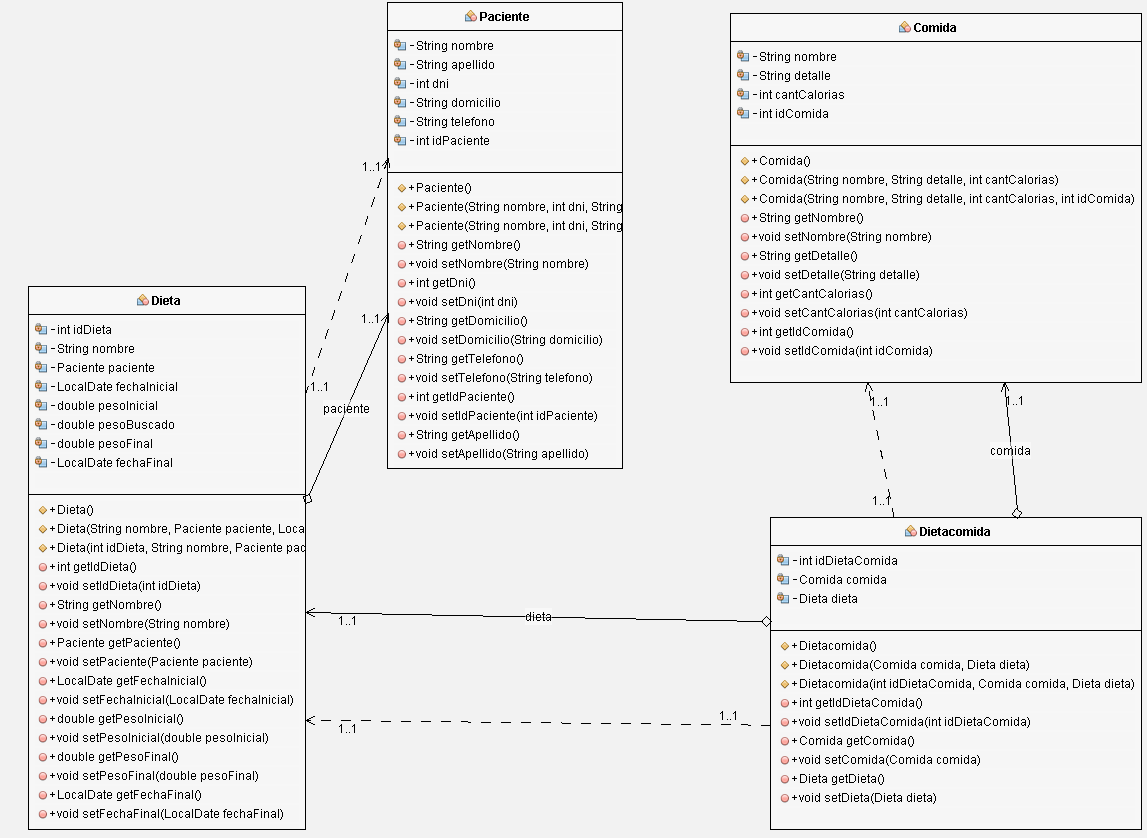 Paciente
-String nombre
-String apellido
-int dni
-String domicilio
-String telefono
-int idPaciente
+Paciente()
+Paciente(String nombre, int dni, String
+Paciente(String nombre, int dni, String
+String getNombre()
+void setNombre(String nombre)
+int getDni()
+void setDni(int dni)
+String getDomicilio()
+void setDomicilio(String domicilio)
+String getTelefono()
+void setTelefono(String telefono)
+int getIdPaciente()
+void setIdPaciente(int idPaciente)
+String getApellido()
+void setApellido(String apellido)
Comida
-String nombre
-String detalle
-int cantCalorias
-int idComida
+Comida()
+Comida(String nombre, String detalle, int cantCalorias)
+Comida(String nombre, String detalle, int cantCalorias, int idComida)
+String getNombre()
+void setNombre(String nombre)
+String getDetalle()
+void setDetalle(String detalle)
+int getCantCalorias()
+void setCantCalorias(int cantCalorias)
+int getIdComida()
+void setIdComida(int idComida)
1..1
1..1
1..1
paciente
Dieta
-int idDieta
-String nombre
-Paciente paciente
-LocalDate fechaInicial
-double pesoInicial
-double pesoBuscado
-double pesoFinal
-LocalDate fechaFinal
+Dieta()
+Dieta(String nombre, Paciente paciente, Loca
+Dieta(int idDieta, String nombre, Paciente pac
+int getIdDieta()
+void setIdDieta(int idDieta)
+String getNombre()
+void setNombre(String nombre)
+Paciente getPaciente()
+void setPaciente(Paciente paciente)
+LocalDate getFechaInicial()
+void setFechaInicial(LocalDate fechaInicial)
+double getPesoInicial()
+void setPesoInicial(double pesoInicial)
+double getPesoFinal()
+void setPesoFinal(double pesoFinal)
+LocalDate getFechaFinal()
+void setFechaFinal(LocalDate fechaFinal)
1..1
1..1
comida
1..1
dieta
1..1
1..1
1..1
Dietacomida
-int idDietaComida
-Comida comida
-Dieta dieta
+Dietacomida()
+Dietacomida(Comida comida, Dieta dieta)
+Dietacomida(int idDietaComida, Comida comida, Dieta dieta)
+int getIdDietaComida()
+void setIdDietaComida(int idDietaComida)
+Comida getComida()
+void setComida(Comida comida)
+Dieta getDieta()
+void setDieta(Dieta dieta)